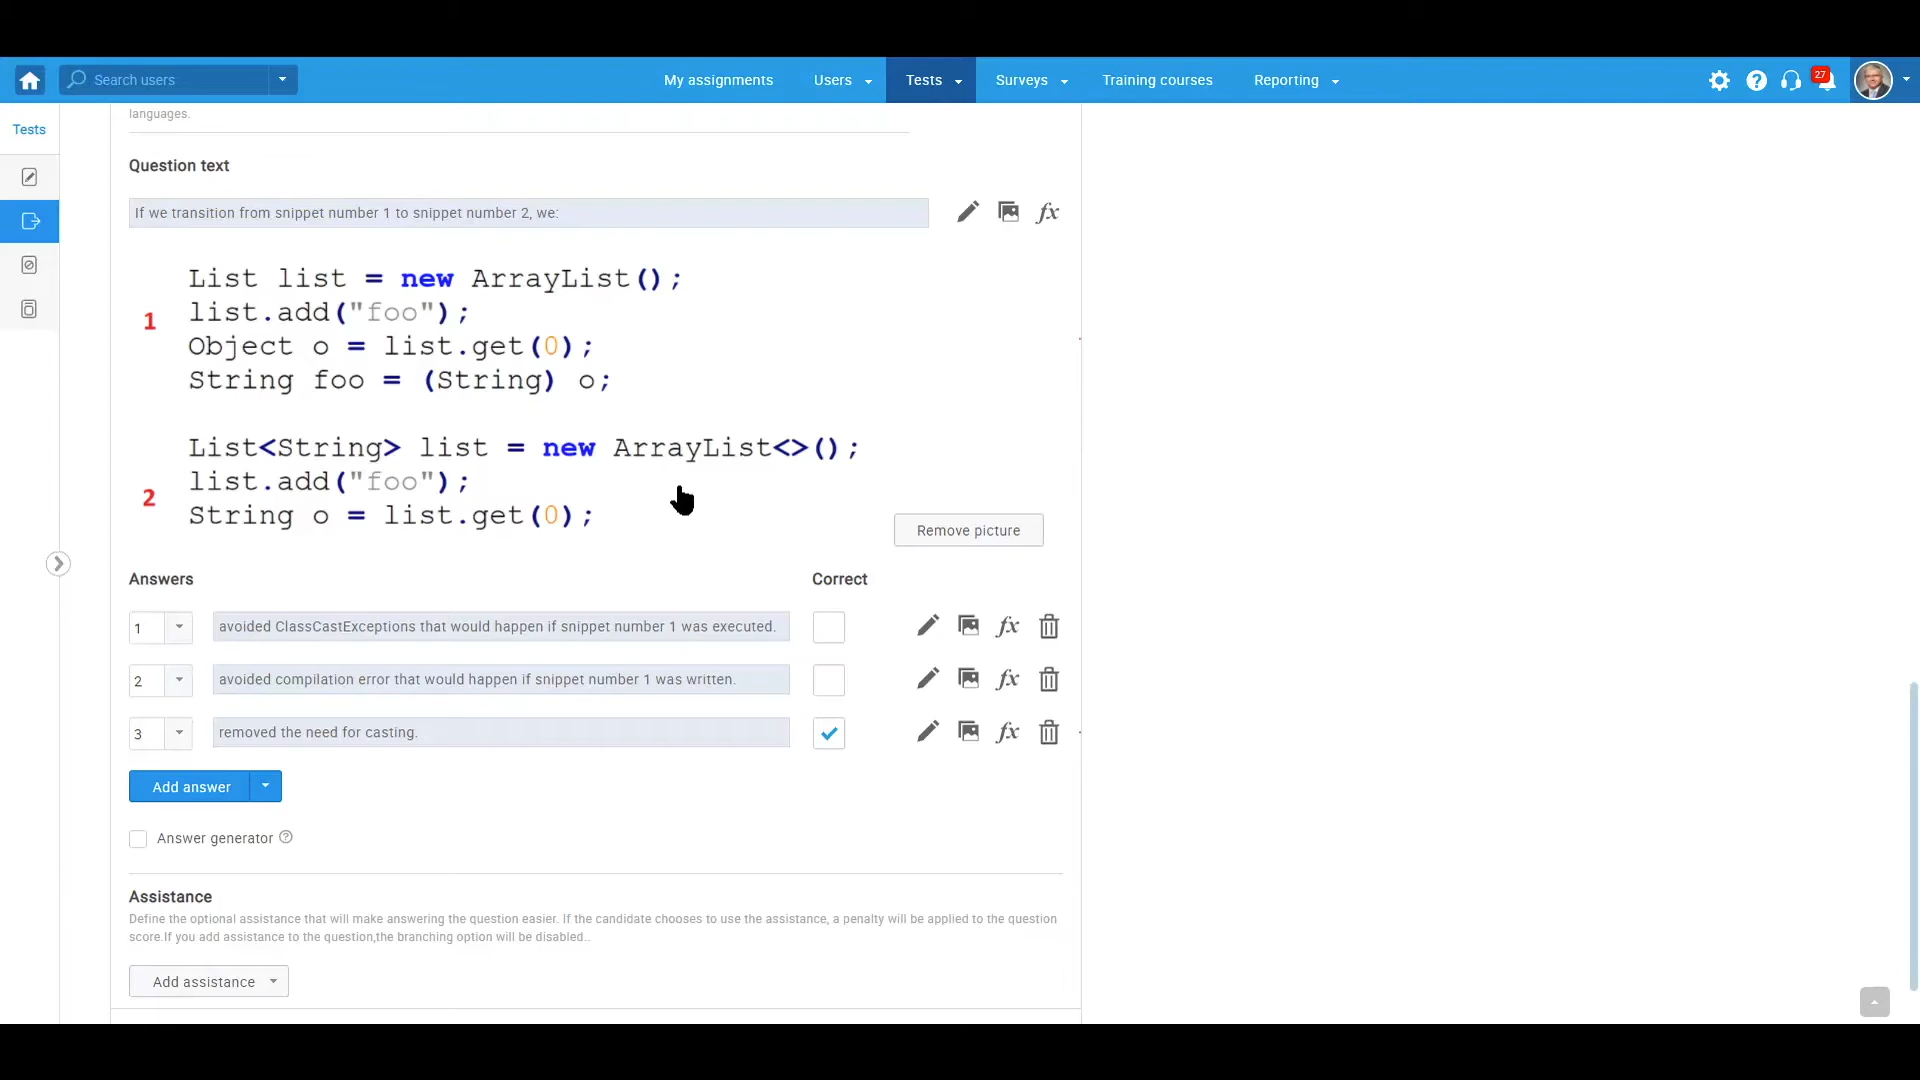 Search users
My assignments
Users
Tests
Surveys
Training courses
Reporting
27
Tests
languages.
Question text
If we transition from snippet number 1 to snippet number 2, we:
fx
1
List list = new ArrayList();
list.add("foo");
Object o = list.get(0);
String foo = (String) o;
2
List<String> list = new ArrayList<>();
list.add("foo");
String o = list.get(0);
Remove picture
Answers
Correct
1
avoided ClassCastExceptions that would happen if snippet number 1 was executed.
fx
2
avoided compilation error that would happen if snippet number 1 was written.
fx
3
removed the need for casting.
fx
Add answer
Answer generator
Assistance
Define the optional assistance that will make answering the question easier. If the candidate chooses to use the assistance, a penalty will be applied to the question
score.If you add assistance to the question,the branching option will be disabled..
Add assistance